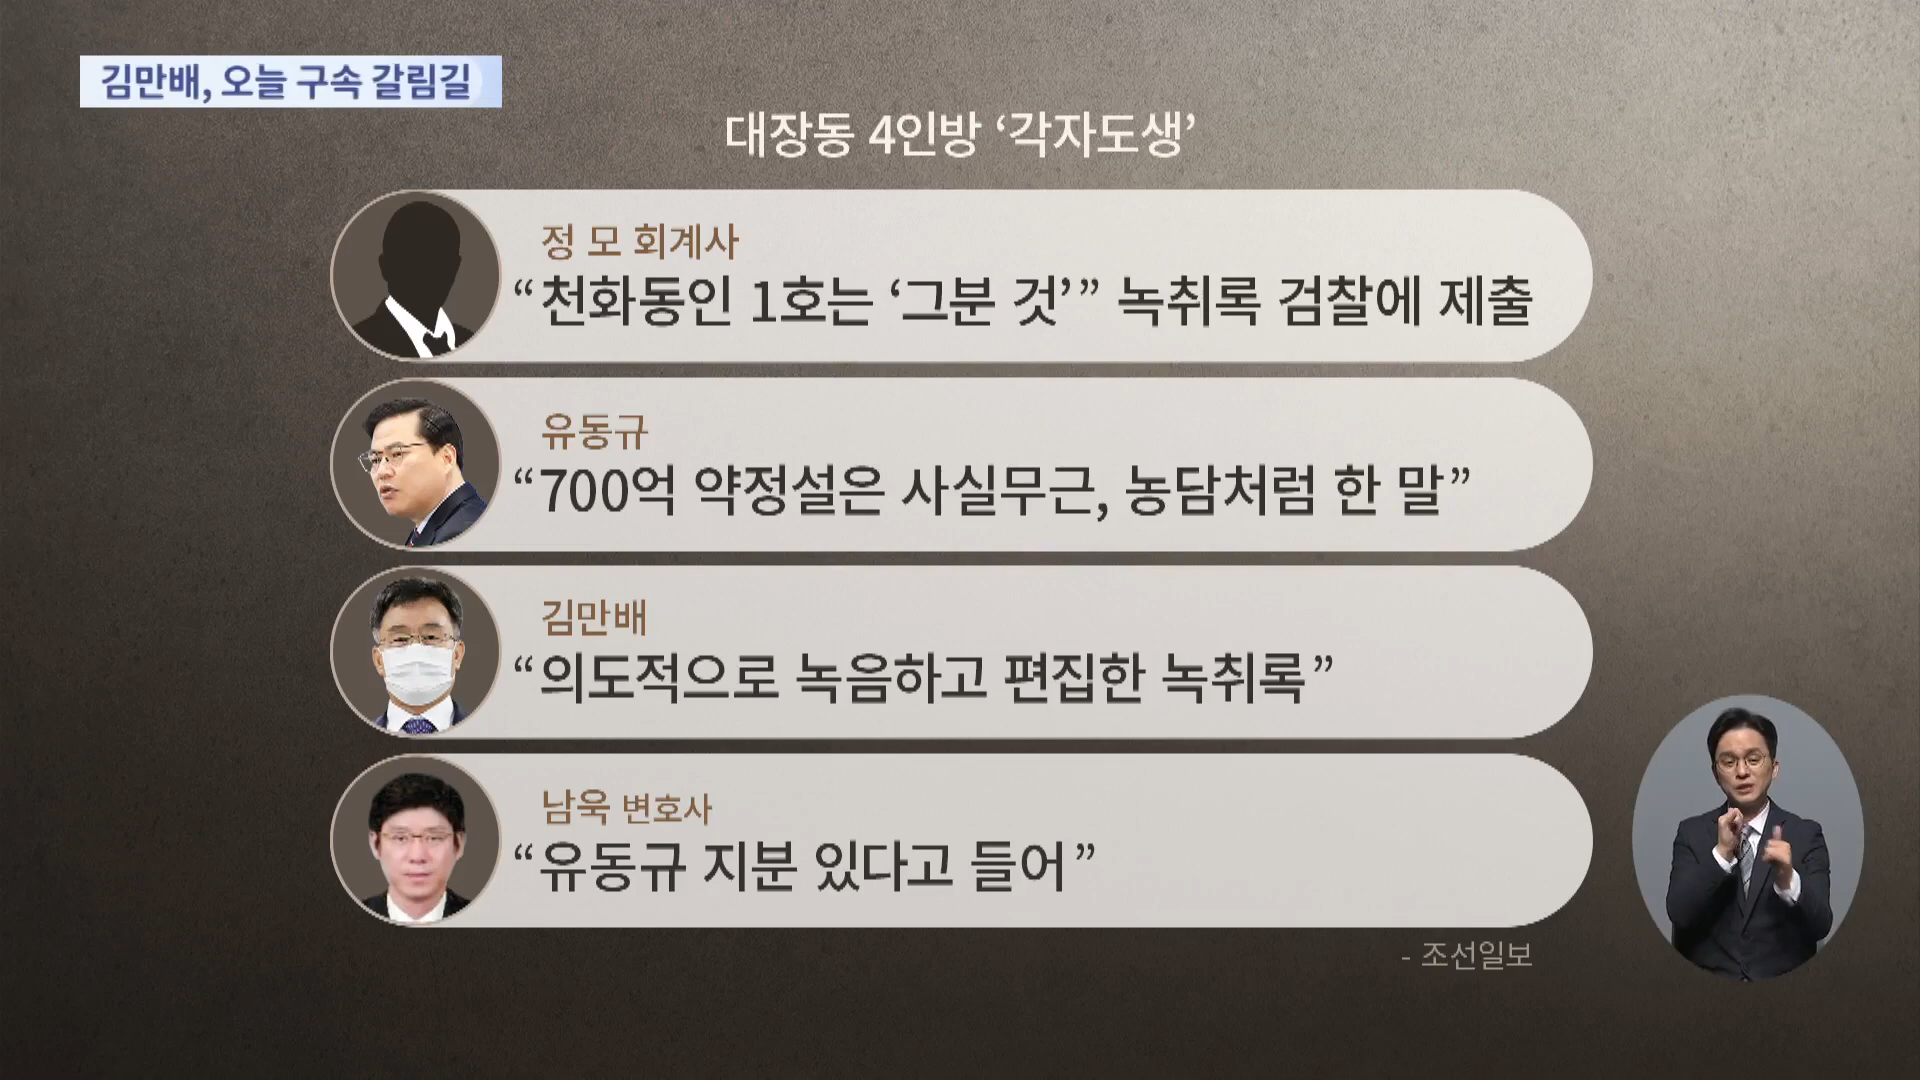 김만배, 오늘 구속 갈림길
대장동 4인방 ‘각자도생’
정 모 회계사
“천화동인 1호는 ‘그분 것’” 녹취록 검찰에 제출
유동규
“700억 약정설은 사실무근, 농담처럼 한 말”
김만배
“의도적으로 녹음하고 편집한 녹취록”
남욱 변호사
“유동규 지분 있다고 들어”
- 조선일보